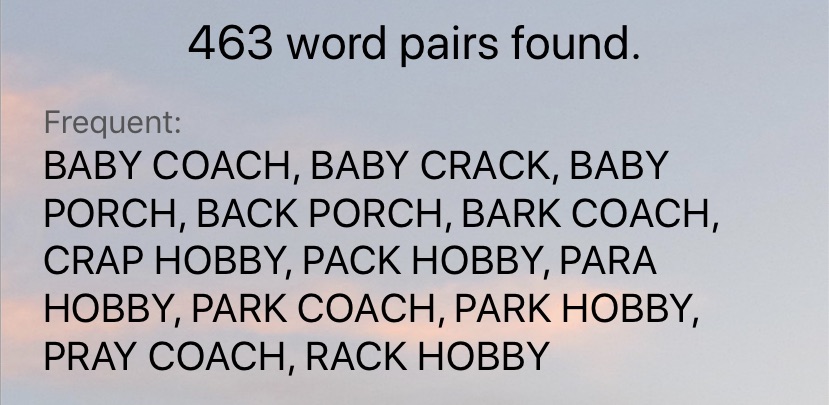 463 word pairs found.
Frequent:
BABY COACH, BABY CRACK, BABY
PORCH, BACK PORCH, BARK COACH,
CRAP HOBBY, PACK HOBBY, PARA
HOBBY, PARK COACH, PARK HOBBY,
PRAY COACH, RACK HOBBY